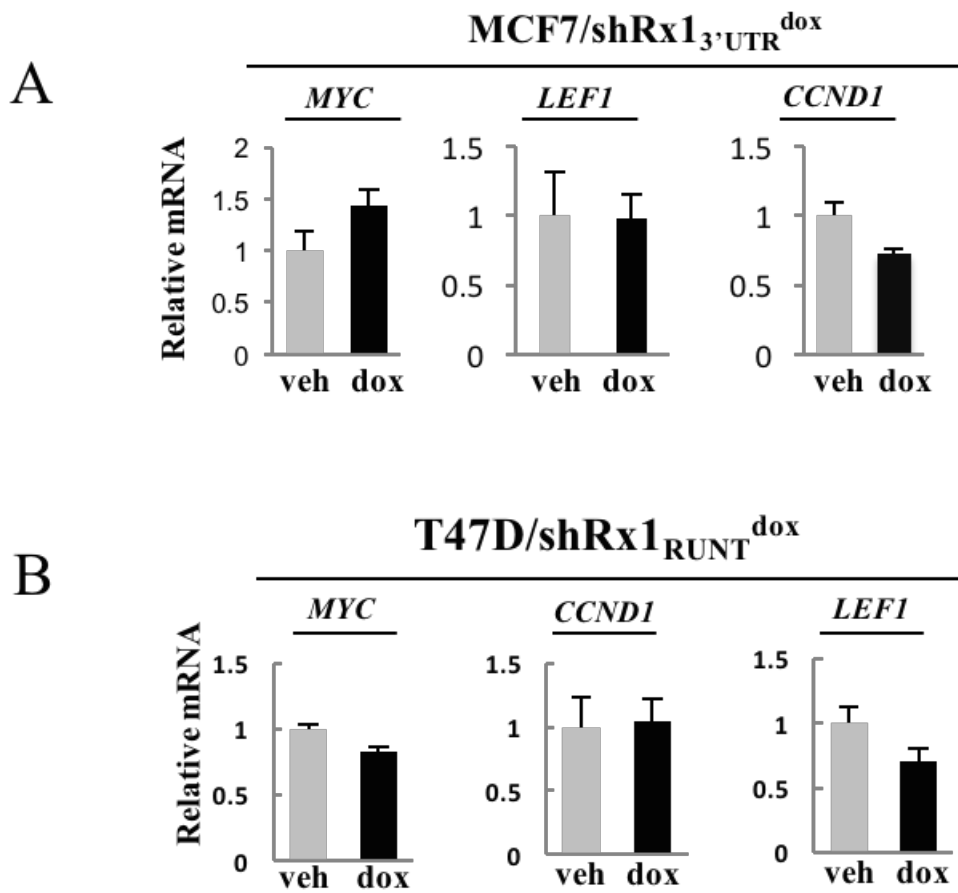 A
MCF7/shRx13’UTRdox
MYC
LEF1
CCND1
Relative mRNA
2
1.5
1
0.5
0
veh dox
1.5
1
0.5
0
veh dox
1.5
1
0.5
0
veh dox
B
T47D/shRx1RUNTdox
MYC
CCND1
LEF1
Relative mRNA
1.5
1
0.5
0
veh dox
1.5
1
0.5
0
veh dox
1.5
1
0.5
0
veh dox